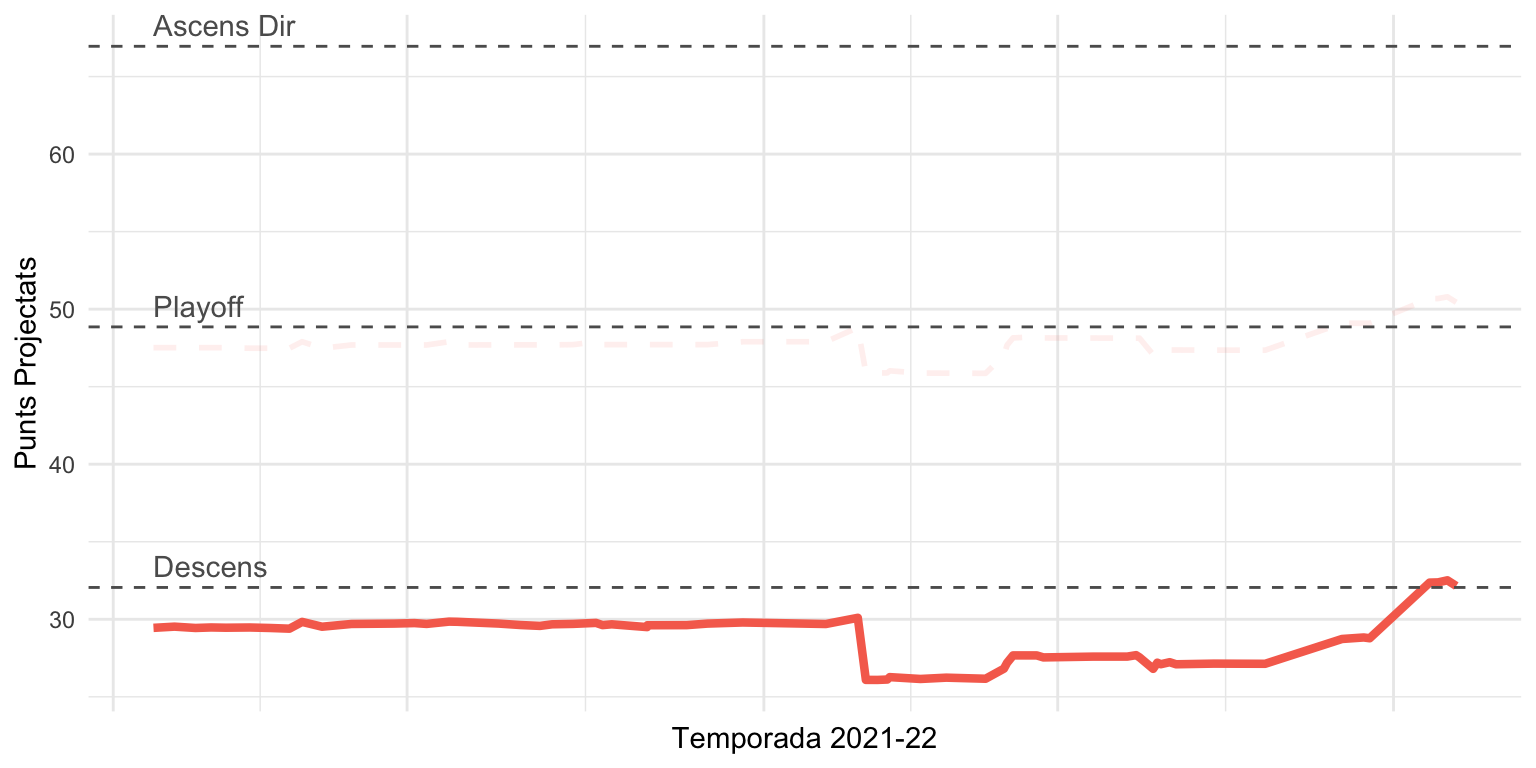 Ascens Dir
60
Playoff
50
40
Descens
30
Punts Projectats
Temporada 2021-22